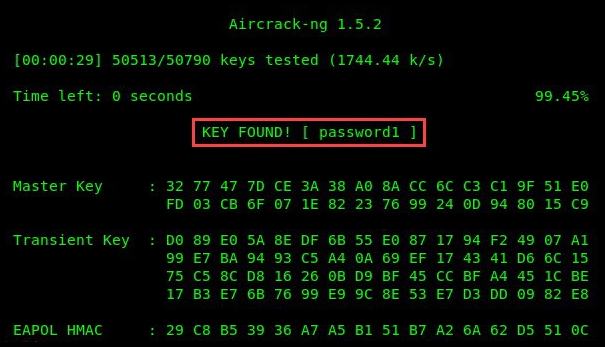 Aircrack-ng 1.5.2
[00:00:29] 50513/50790 keys tested (1744.44 k/s)
Time left: 0 seconds 99.45%
KEY FOUND! [ password1 ]
Master Key : 32 77 47 7D CE 3A 38 A0 8A CC 6C C3 C1 9F 51 E0
FD 03 CB 6F 07 1E 82 23 76 99 24 0D 94 80 15 C9
Transient Key : D0 89 E0 5A 8E DF 6B 55 E0 87 17 94 F2 49 07 A1
99 E7 BA 94 93 C5 A4 0A 69 EF 17 43 41 D6 6C 15
75 C5 8C D8 16 26 0B D9 BF 45 CC BF A4 45 1C BE
17 B3 E7 6B 76 99 E9 9C 8E 53 E7 D3 DD 09 82 E8
EAPOL HMAC : 29 C8 B5 39 36 A7 A5 B1 51 B7 A2 6A 62 D5 51 0C